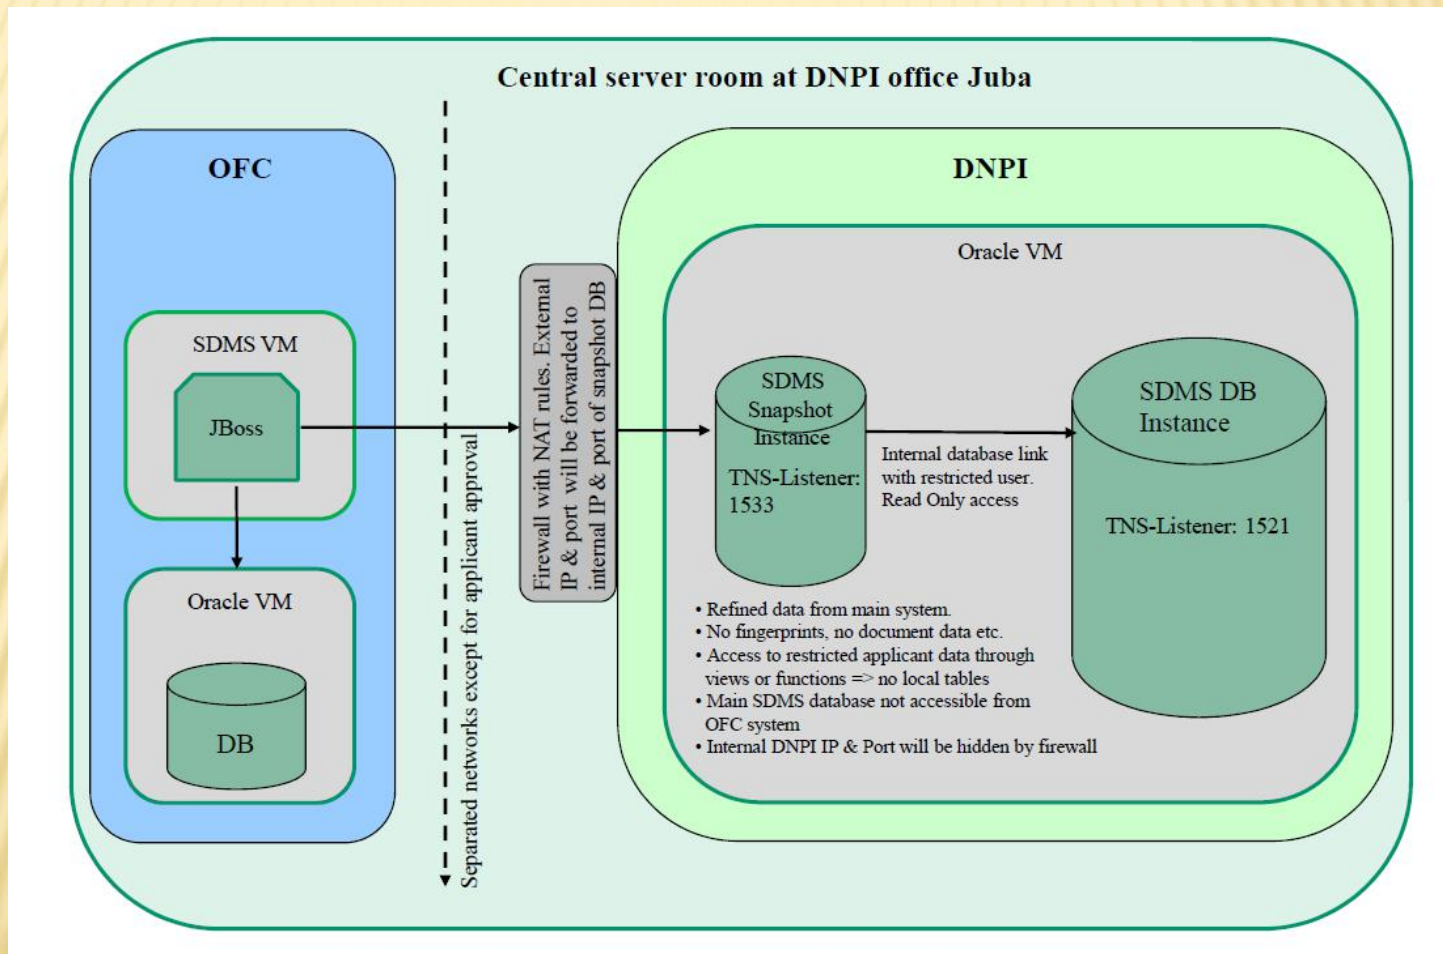 Central server room at DNPI office Juba
OFC
SDMS VM
JBoss
Oracle VM
DB
Separated networks except for applicant approval
Firewall with NAT rules. External
IP & port  will be forwarded to
internal IP & port of snapshot DB
DNPI
Oracle VM
SDMS
Snapshot
Instance
TNS-Listener:
1533
Internal database link
with restricted user.
Read Only access
SDMS DB
Instance
TNS-Listener: 1521
• Refined data from main system.
• No fingerprints, no document data etc.
• Access to restricted applicant data through
views or functions => no local tables
• Main SDMS database not accessible from
OFC system
• Internal DNPI IP & Port will be hidden by firewall